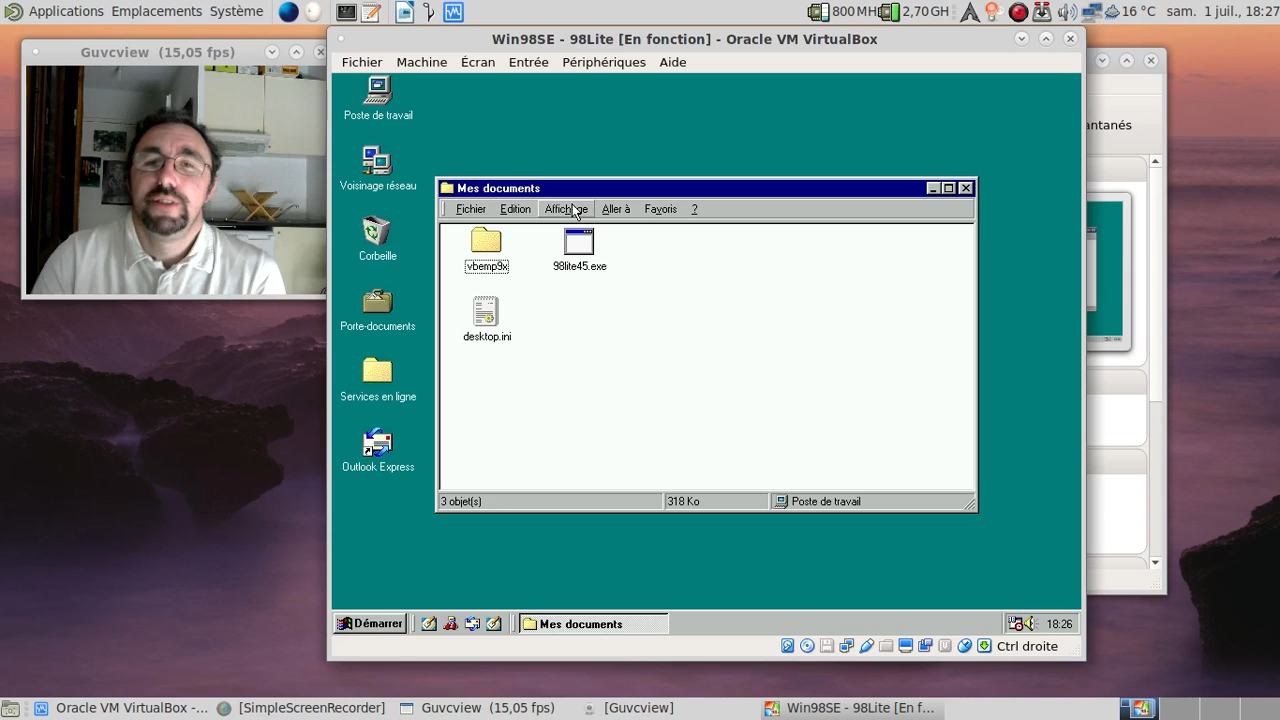 Applications Emplacements Système
800 MH 2,70 GH 16 °C sam. 1 juil., 18:27
Guvcview (15,05 fps)
Win98SE - 98Lite [En fonction] - Oracle VM VirtualBox
Fichier Machine Écran Entrée Périphériques Aide
antanés
Poste de travail
Voisinage réseau
Corbeille
Porte-documents
Services en ligne
Outlook Express
Mes documents
Fichier Edition Affichage Aller à Favoris ?
vbemp9x 98lite45.exe
desktop.ini
3 objet(s) 318 Ko Poste de travail
Démarrer Mes documents 18:26
Ctrl droite
Oracle VM VirtualBox -... [SimpleScreenRecorder] Guvcview (15,05 fps) [Guvcview] Win98SE - 98Lite [En f...